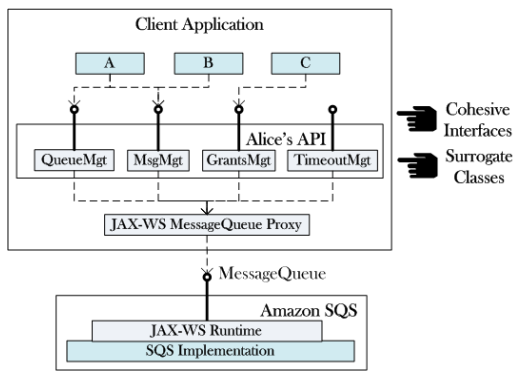 Client Application
A B C
Cohesive
Interfaces
Alice's API
QueueMgt MsgMgt GrantsMgt TimeoutMgt
Surrogate
Classes
JAX-WS MessageQueue Proxy
MessageQueue
Amazon SQS
JAX-WS Runtime
SQS Implementation